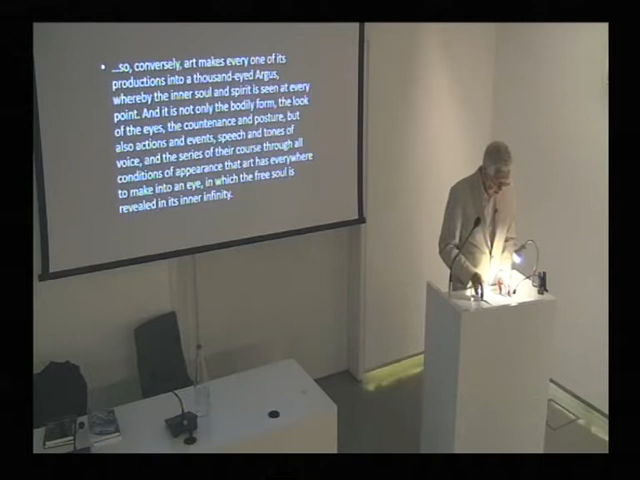 • ...so, conversely, art makes every one of its
productions into a thousand-eyed Argus,
whereby the inner soul and spirit is seen at every
point. And it is not only the bodily form, the look
of the eyes, the countenance and posture, but
also actions and events, speech and tones of
voice, and the series of their course through all
conditions of appearance that art has everywhere
to make into an eye, in which the free soul is
revealed in its inner infinity.